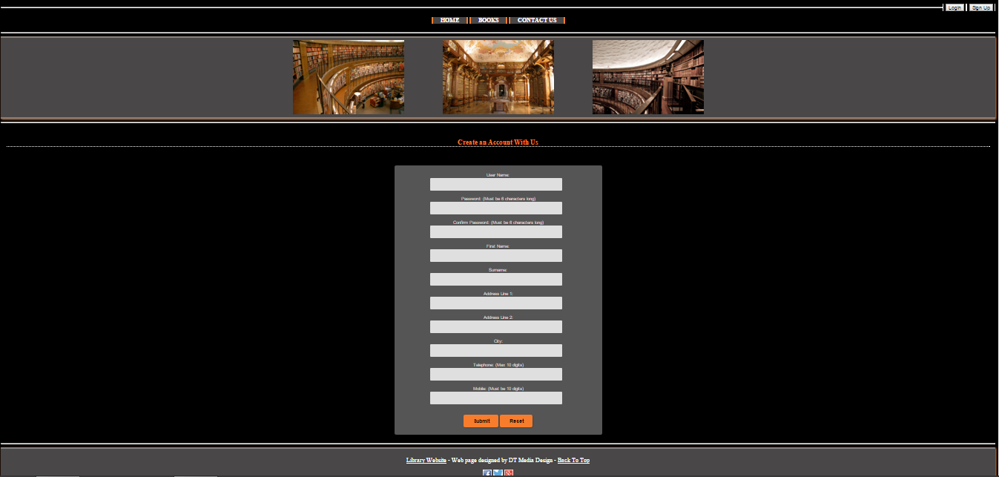 Login Sign Up
HOME BOOKS CONTACT US
Create an Account With Us
User Name:
Password: (Must be 6 characters long)
Confirm Password: (Must be 6 characters long)
First Name:
Surname:
Address Line 1:
Address Line 2:
City:
Telephone: (Max 10 digits)
Mobile: (Must be 10 digits)
Submit Reset
Library Website - Web page designed by DT Media Design - Back To Top